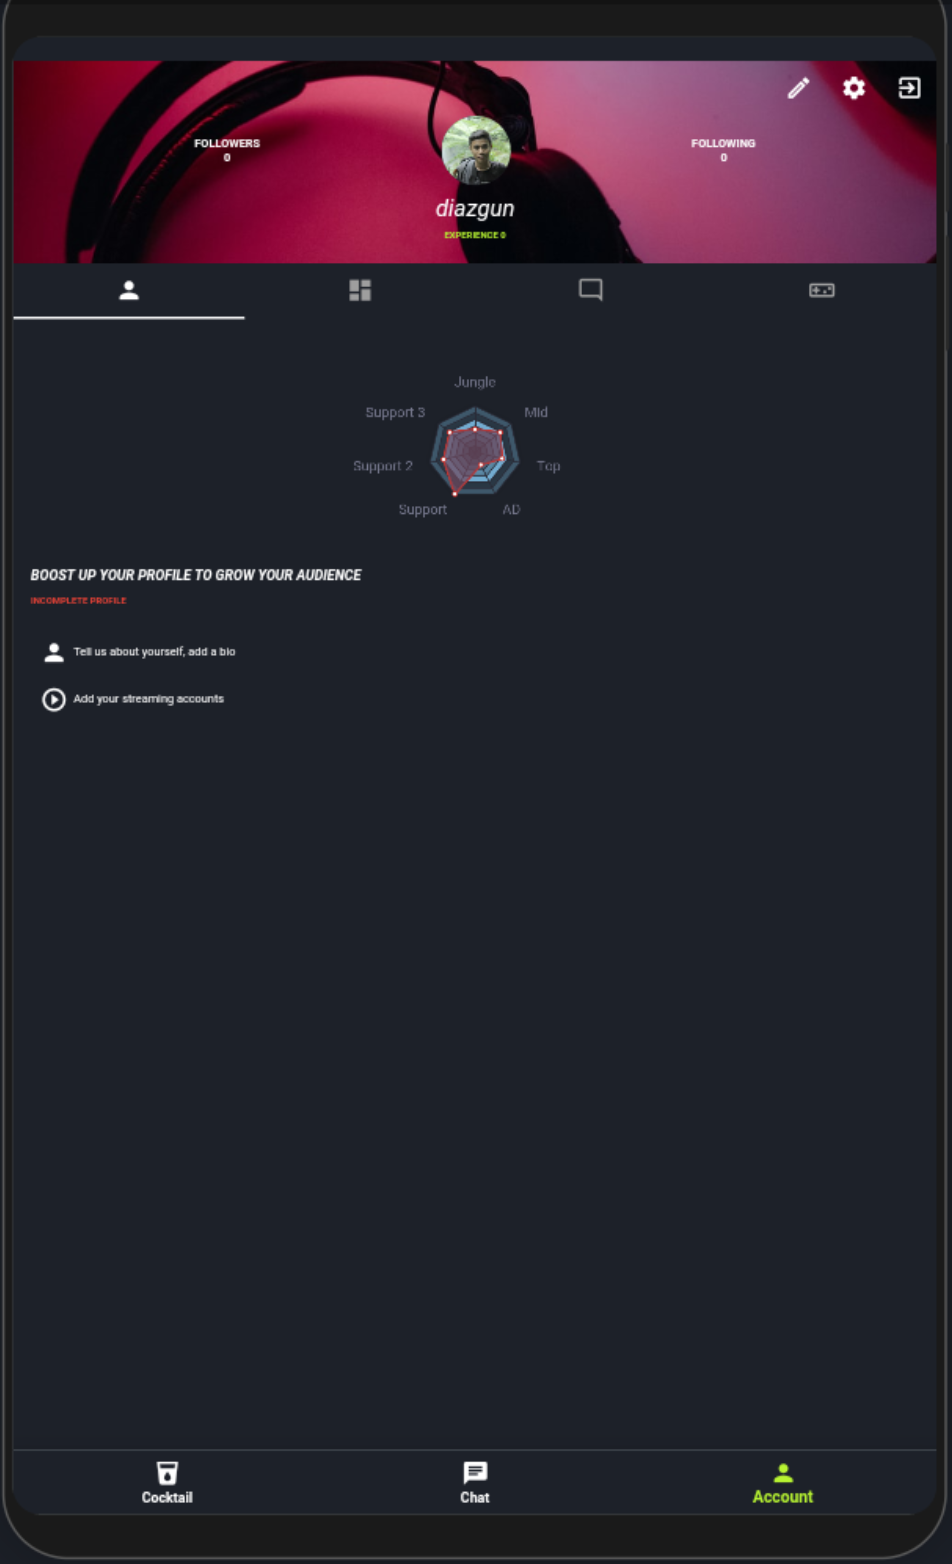 FOLLOWERS
0
FOLLOWING
0
diazgun
EXPERIENCE 0
Jungle
Support 3
Mid
Support 2
Top
Support
AD
BOOST UP YOUR PROFILE TO GROW YOUR AUDIENCE
INCOMPLETE PROFILE
Tell us about yourself, add a bio
Add your streaming accounts
Cocktail
Chat
Account